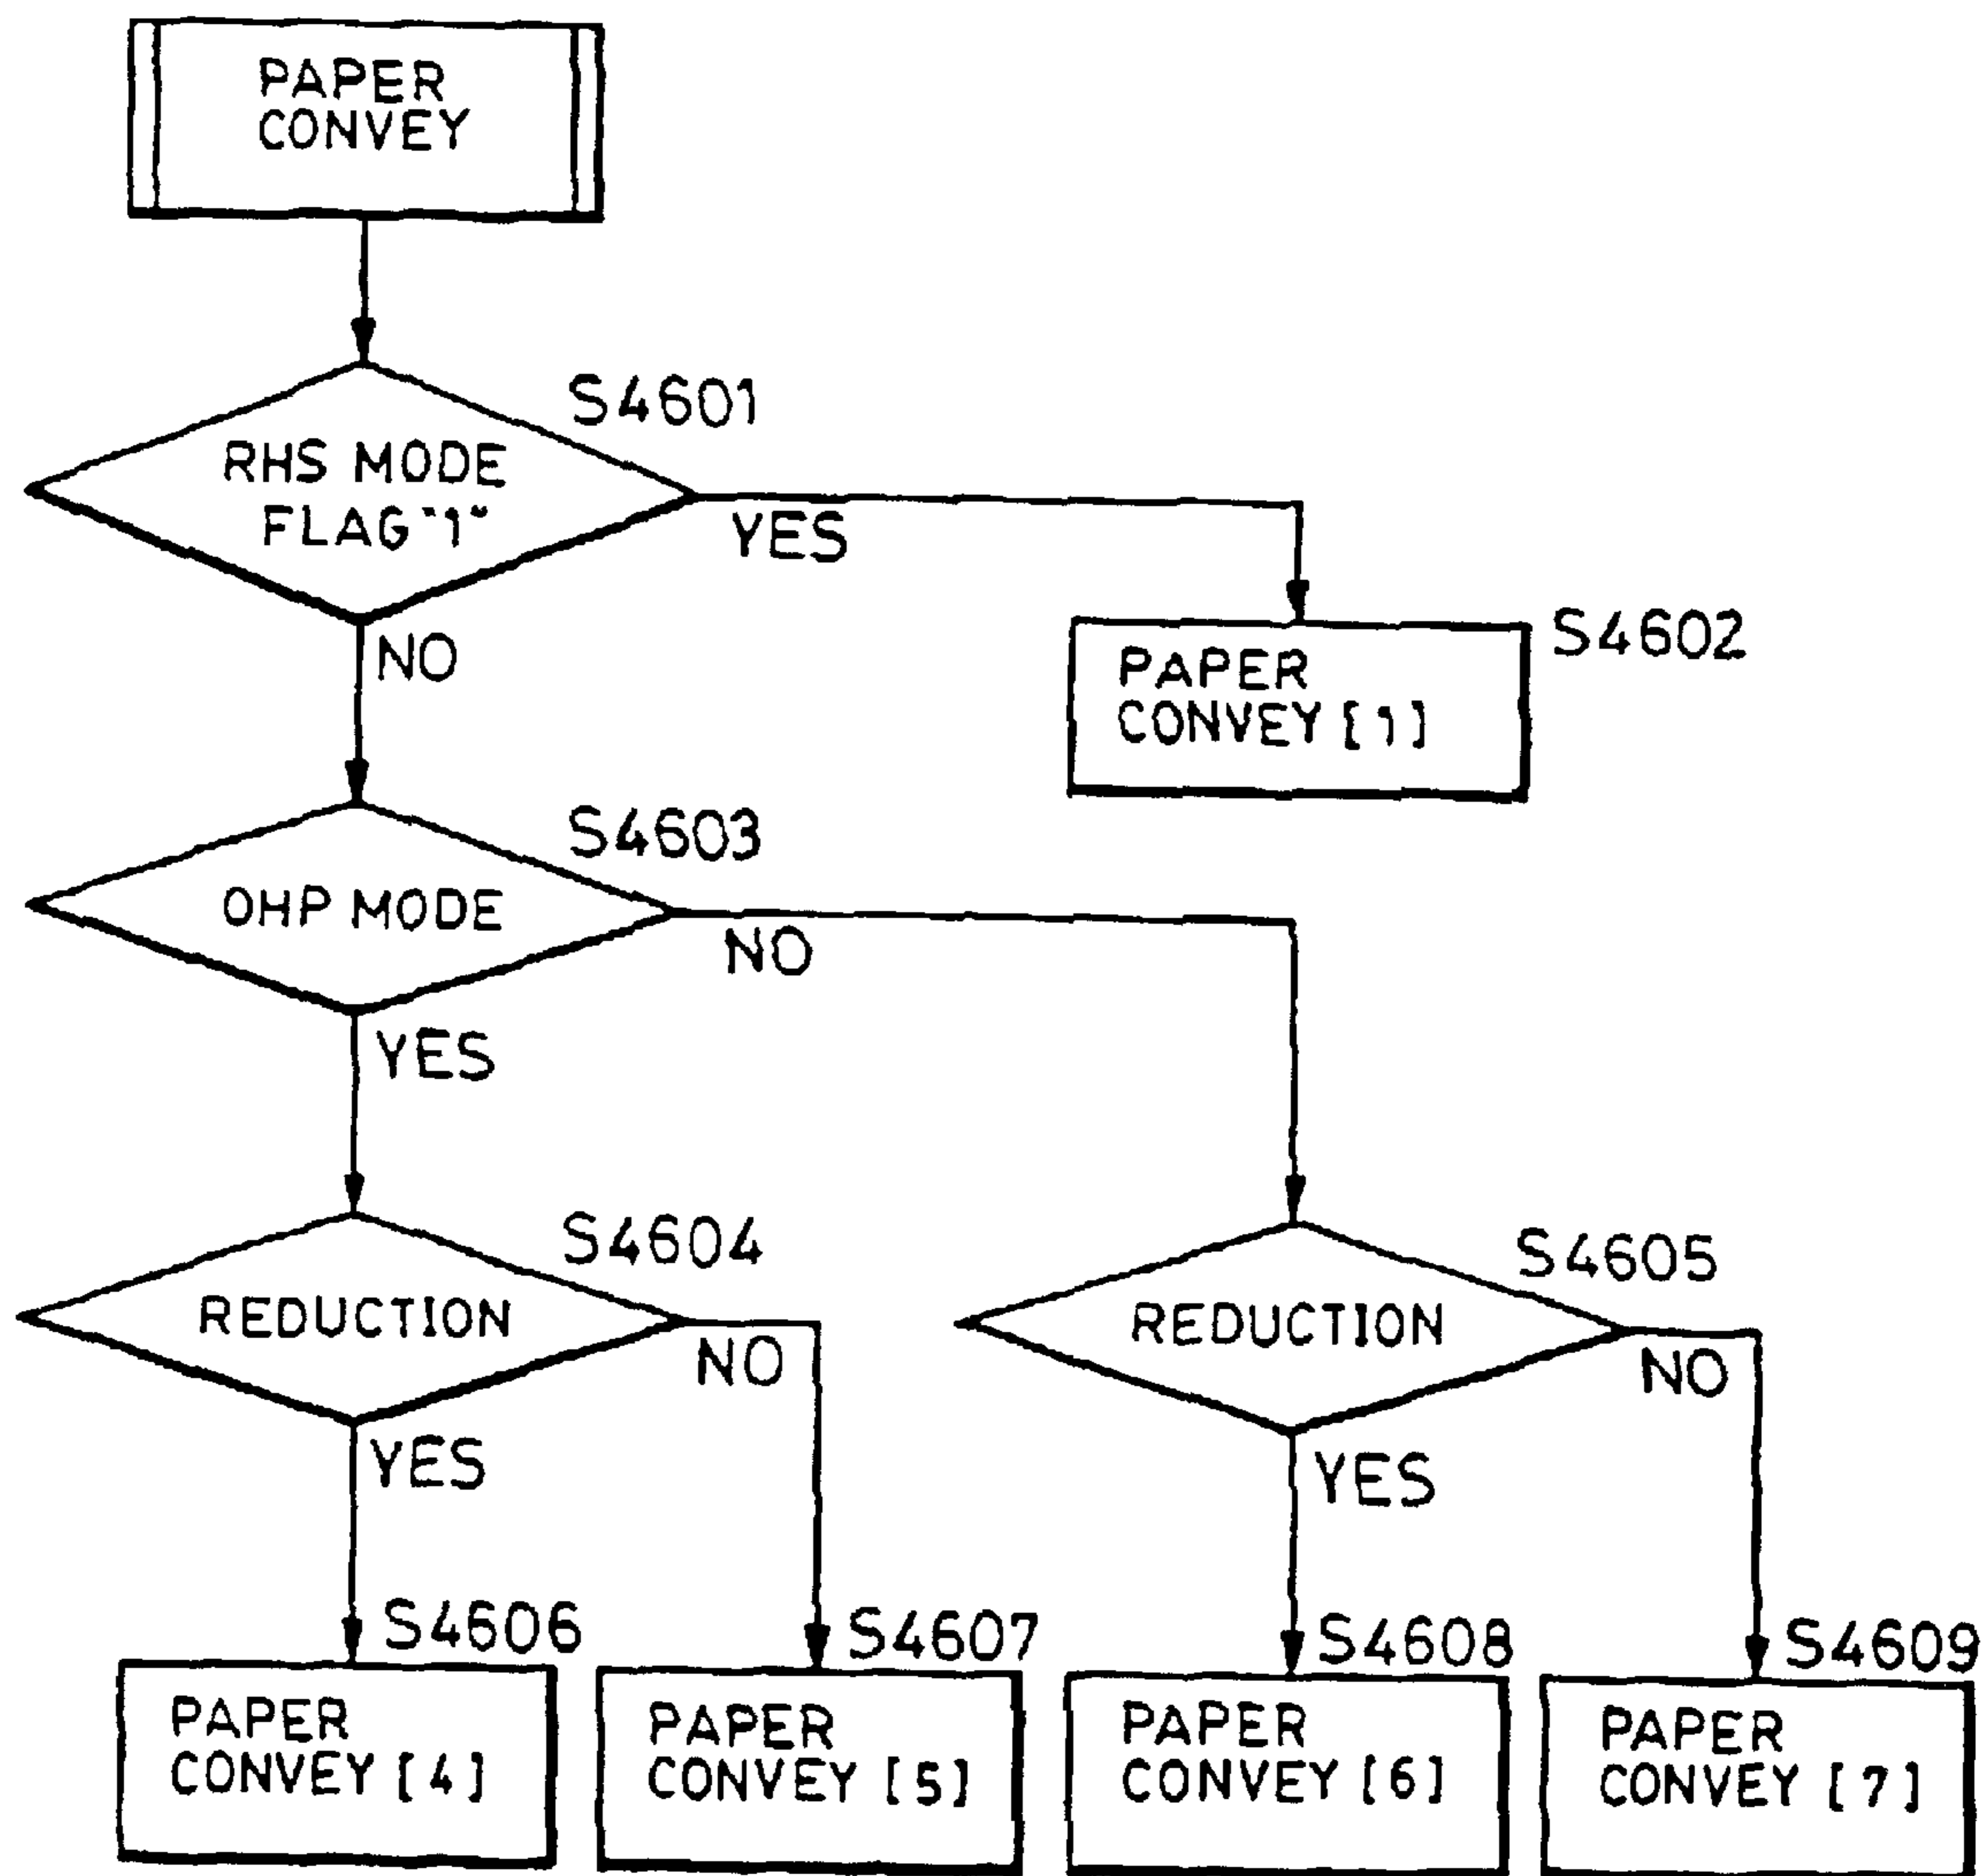 PAPER
CONVEY
S4601
RHS MODE
FLAG "1"
YES
NO
S4602
PAPER
CONVEY [1]
S4603
OHP MODE
NO
YES
S4604
REDUCTION
NO
YES
S4605
REDUCTION
NO
YES
S4606
PAPER
CONVEY [4]
S4607
PAPER
CONVEY [5]
S4608
PAPER
CONVEY [6]
S4609
PAPER
CONVEY [7]